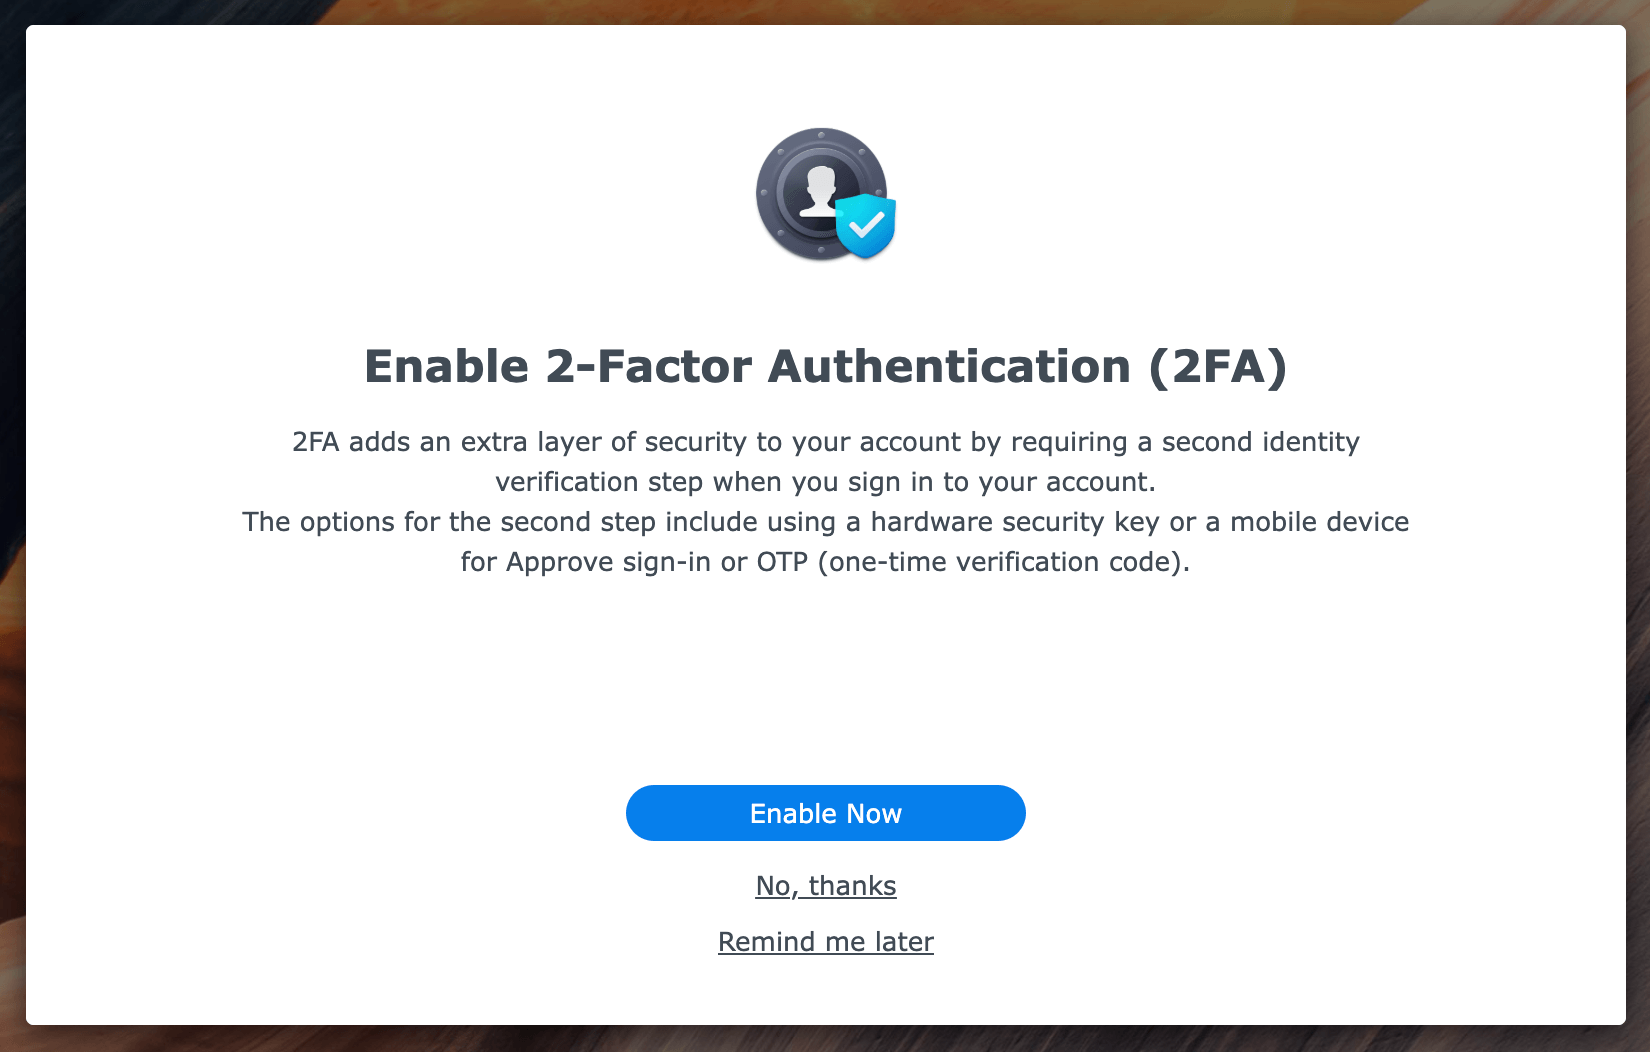 Enable 2-Factor Authentication (2FA)
2FA adds an extra layer of security to your account by requiring a second identity
verification step when you sign in to your account.
The options for the second step include using a hardware security key or a mobile device
for Approve sign-in or OTP (one-time verification code).
Enable Now
No, thanks
Remind me later